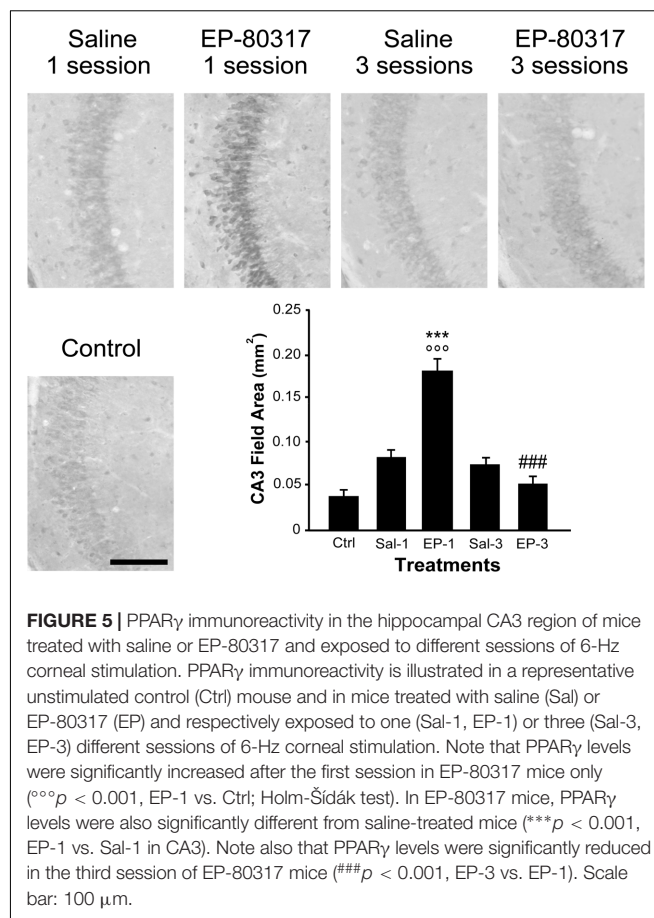 Saline
1 session
EP-80317
1 session
Saline
3 sessions
EP-80317
3 sessions
Control
0.25
0.20
0.15
0.10
0.05
0
CA3 Field Area (mm²)
***
°°°
###
Ctrl Sal-1 EP-1 Sal-3 EP-3
Treatments
FIGURE 5 | PPARγ immunoreactivity in the hippocampal CA3 region of mice
treated with saline or EP-80317 and exposed to different sessions of 6-Hz
corneal stimulation. PPARγ immunoreactivity is illustrated in a representative
unstimulated control (Ctrl) mouse and in mice treated with saline (Sal) or
EP-80317 (EP) and respectively exposed to one (Sal-1, EP-1) or three (Sal-3,
EP-3) different sessions of 6-Hz corneal stimulation. Note that PPARγ levels
were significantly increased after the first session in EP-80317 mice only
(°°°p < 0.001, EP-1 vs. Ctrl; Holm-Šídák test). In EP-80317 mice, PPARγ
levels were also significantly different from saline-treated mice (***p < 0.001,
EP-1 vs. Sal-1 in CA3). Note also that PPARγ levels were significantly reduced
in the third session of EP-80317 mice (###p < 0.001, EP-3 vs. EP-1). Scale
bar: 100 μm.